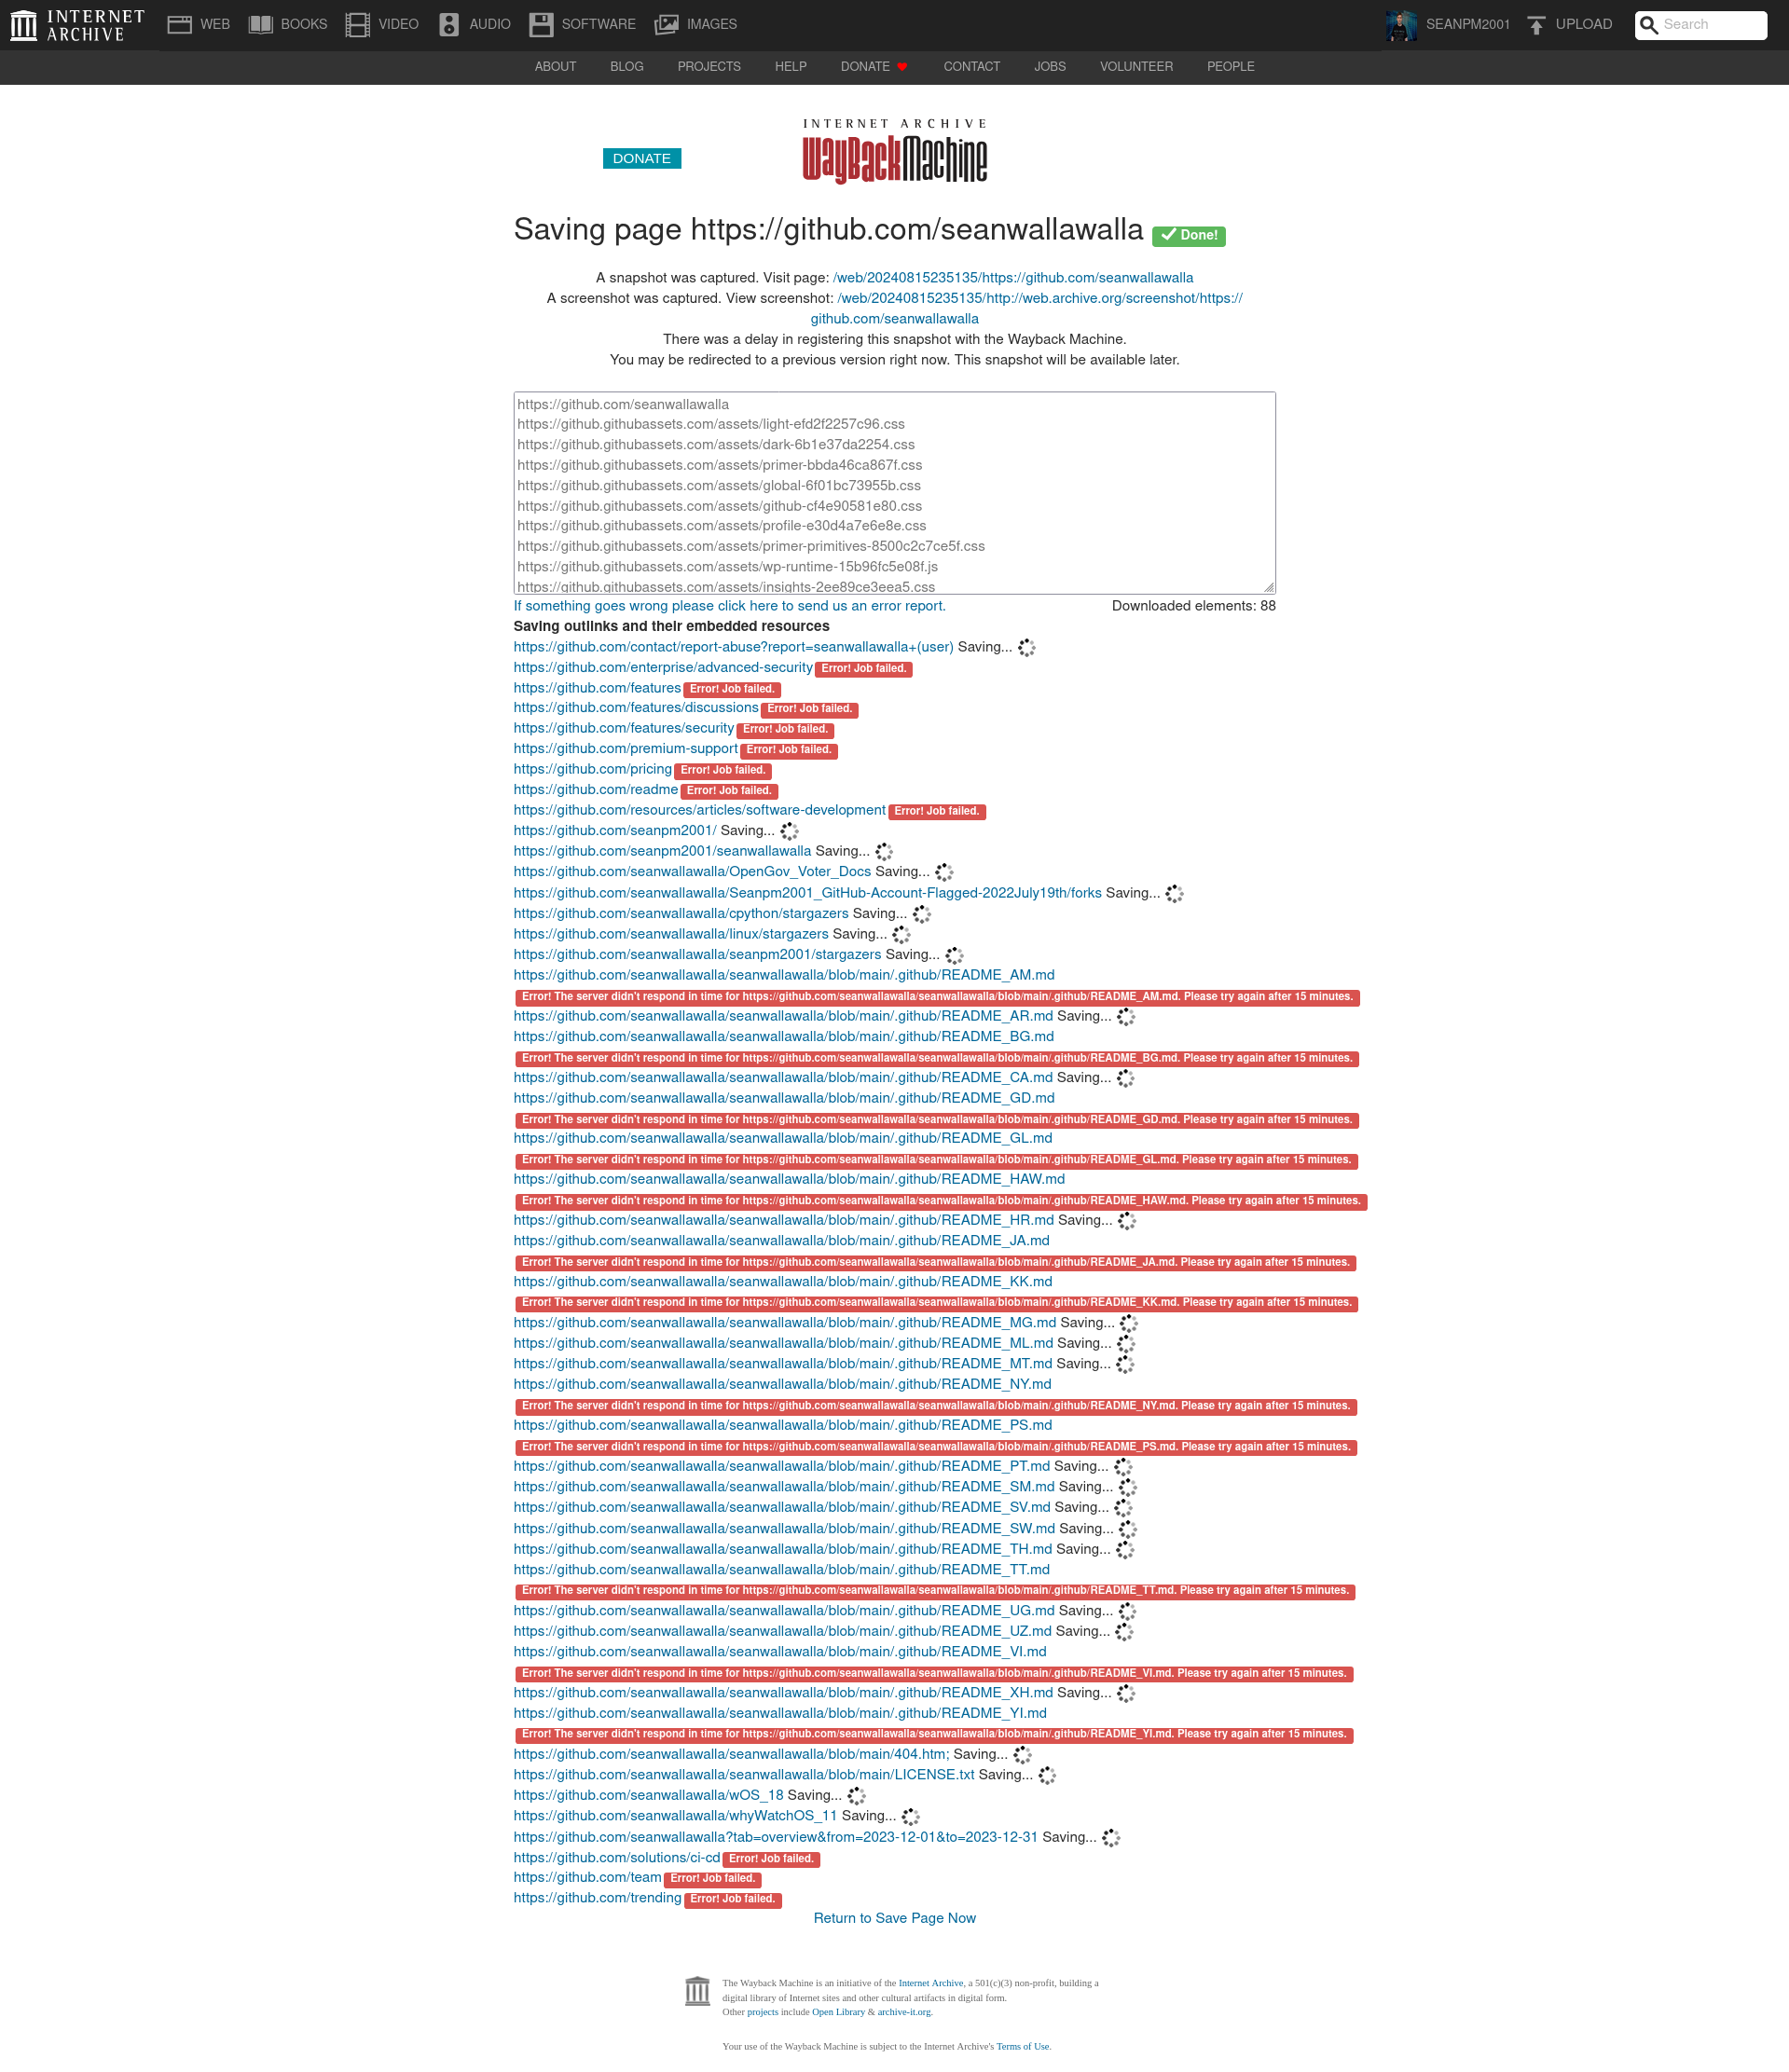 INTERNET
ARCHIVE
WEB BOOKS VIDEO AUDIO SOFTWARE IMAGES SEANPM2001 UPLOAD Search
ABOUT BLOG PROJECTS HELP DONATE CONTACT JOBS VOLUNTEER PEOPLE
INTERNET ARCHIVE
DONATE WayBackMachine
Saving page https://github.com/seanwallawalla Done!
A snapshot was captured. Visit page: /web/20240815235135/https://github.com/seanwallawalla
A screenshot was captured. View screenshot: /web/20240815235135/http://web.archive.org/screenshot/https://
github.com/seanwallawalla
There was a delay in registering this snapshot with the Wayback Machine.
You may be redirected to a previous version right now. This snapshot will be available later.
https://github.com/seanwallawalla
https://github.githubassets.com/assets/light-efd2f2257c96.css
https://github.githubassets.com/assets/dark-6b1e37da2254.css
https://github.githubassets.com/assets/primer-bbda46ca867f.css
https://github.githubassets.com/assets/global-6f01bc73955b.css
https://github.githubassets.com/assets/github-cf4e90581e80.css
https://github.githubassets.com/assets/profile-e30d4a7e6e8e.css
https://github.githubassets.com/assets/primer-primitives-8500c2c7ce5f.css
https://github.githubassets.com/assets/wp-runtime-15b96fc5e08f.js
https://github.githubassets.com/assets/insights-2ee89ce3eea5.css
If something goes wrong please click here to send us an error report. Downloaded elements: 88
Saving outlinks and their embedded resources
https://github.com/contact/report-abuse?report=seanwallawalla+(user) Saving...
https://github.com/enterprise/advanced-security Error! Job failed.
https://github.com/features Error! Job failed.
https://github.com/features/discussions Error! Job failed.
https://github.com/features/security Error! Job failed.
https://github.com/premium-support Error! Job failed.
https://github.com/pricing Error! Job failed.
https://github.com/readme Error! Job failed.
https://github.com/resources/articles/software-development Error! Job failed.
https://github.com/seanpm2001/ Saving...
https://github.com/seanpm2001/seanwallawalla Saving...
https://github.com/seanwallawalla/OpenGov_Voter_Docs Saving...
https://github.com/seanwallawalla/Seanpm2001_GitHub-Account-Flagged-2022July19th/forks Saving...
https://github.com/seanwallawalla/cpython/stargazers Saving...
https://github.com/seanwallawalla/linux/stargazers Saving...
https://github.com/seanwallawalla/seanpm2001/stargazers Saving...
https://github.com/seanwallawalla/seanwallawalla/blob/main/.github/README_AM.md
Error! The server didn't respond in time for https://github.com/seanwallawalla/seanwallawalla/blob/main/.github/README_AM.md. Please try again after 15 minutes.
https://github.com/seanwallawalla/seanwallawalla/blob/main/.github/README_AR.md Saving...
https://github.com/seanwallawalla/seanwallawalla/blob/main/.github/README_BG.md
Error! The server didn't respond in time for https://github.com/seanwallawalla/seanwallawalla/blob/main/.github/README_BG.md. Please try again after 15 minutes.
https://github.com/seanwallawalla/seanwallawalla/blob/main/.github/README_CA.md Saving...
https://github.com/seanwallawalla/seanwallawalla/blob/main/.github/README_GD.md
Error! The server didn't respond in time for https://github.com/seanwallawalla/seanwallawalla/blob/main/.github/README_GD.md. Please try again after 15 minutes.
https://github.com/seanwallawalla/seanwallawalla/blob/main/.github/README_GL.md
Error! The server didn't respond in time for https://github.com/seanwallawalla/seanwallawalla/blob/main/.github/README_GL.md. Please try again after 15 minutes.
https://github.com/seanwallawalla/seanwallawalla/blob/main/.github/README_HAW.md
Error! The server didn't respond in time for https://github.com/seanwallawalla/seanwallawalla/blob/main/.github/README_HAW.md. Please try again after 15 minutes.
https://github.com/seanwallawalla/seanwallawalla/blob/main/.github/README_HR.md Saving...
https://github.com/seanwallawalla/seanwallawalla/blob/main/.github/README_JA.md
Error! The server didn't respond in time for https://github.com/seanwallawalla/seanwallawalla/blob/main/.github/README_JA.md. Please try again after 15 minutes.
https://github.com/seanwallawalla/seanwallawalla/blob/main/.github/README_KK.md
Error! The server didn't respond in time for https://github.com/seanwallawalla/seanwallawalla/blob/main/.github/README_KK.md. Please try again after 15 minutes.
https://github.com/seanwallawalla/seanwallawalla/blob/main/.github/README_MG.md Saving...
https://github.com/seanwallawalla/seanwallawalla/blob/main/.github/README_ML.md Saving...
https://github.com/seanwallawalla/seanwallawalla/blob/main/.github/README_MT.md Saving...
https://github.com/seanwallawalla/seanwallawalla/blob/main/.github/README_NY.md
Error! The server didn't respond in time for https://github.com/seanwallawalla/seanwallawalla/blob/main/.github/README_NY.md. Please try again after 15 minutes.
https://github.com/seanwallawalla/seanwallawalla/blob/main/.github/README_PS.md
Error! The server didn't respond in time for https://github.com/seanwallawalla/seanwallawalla/blob/main/.github/README_PS.md. Please try again after 15 minutes.
https://github.com/seanwallawalla/seanwallawalla/blob/main/.github/README_PT.md Saving...
https://github.com/seanwallawalla/seanwallawalla/blob/main/.github/README_SM.md Saving...
https://github.com/seanwallawalla/seanwallawalla/blob/main/.github/README_SV.md Saving...
https://github.com/seanwallawalla/seanwallawalla/blob/main/.github/README_SW.md Saving...
https://github.com/seanwallawalla/seanwallawalla/blob/main/.github/README_TH.md Saving...
https://github.com/seanwallawalla/seanwallawalla/blob/main/.github/README_TT.md
Error! The server didn't respond in time for https://github.com/seanwallawalla/seanwallawalla/blob/main/.github/README_TT.md. Please try again after 15 minutes.
https://github.com/seanwallawalla/seanwallawalla/blob/main/.github/README_UG.md Saving...
https://github.com/seanwallawalla/seanwallawalla/blob/main/.github/README_UZ.md Saving...
https://github.com/seanwallawalla/seanwallawalla/blob/main/.github/README_VI.md
Error! The server didn't respond in time for https://github.com/seanwallawalla/seanwallawalla/blob/main/.github/README_VI.md. Please try again after 15 minutes.
https://github.com/seanwallawalla/seanwallawalla/blob/main/.github/README_XH.md Saving...
https://github.com/seanwallawalla/seanwallawalla/blob/main/.github/README_YI.md
Error! The server didn't respond in time for https://github.com/seanwallawalla/seanwallawalla/blob/main/.github/README_YI.md. Please try again after 15 minutes.
https://github.com/seanwallawalla/seanwallawalla/blob/main/404.htm; Saving...
https://github.com/seanwallawalla/seanwallawalla/blob/main/LICENSE.txt Saving...
https://github.com/seanwallawalla/wOS_18 Saving...
https://github.com/seanwallawalla/whyWatchOS_11 Saving...
https://github.com/seanwallawalla?tab=overview&from=2023-12-01&to=2023-12-31 Saving...
https://github.com/solutions/ci-cd Error! Job failed.
https://github.com/team Error! Job failed.
https://github.com/trending Error! Job failed.
Return to Save Page Now
The Wayback Machine is an initiative of the Internet Archive, a 501(c)(3) non-profit, building a
digital library of Internet sites and other cultural artifacts in digital form.
Other projects include Open Library & archive-it.org.
Your use of the Wayback Machine is subject to the Internet Archive's Terms of Use.